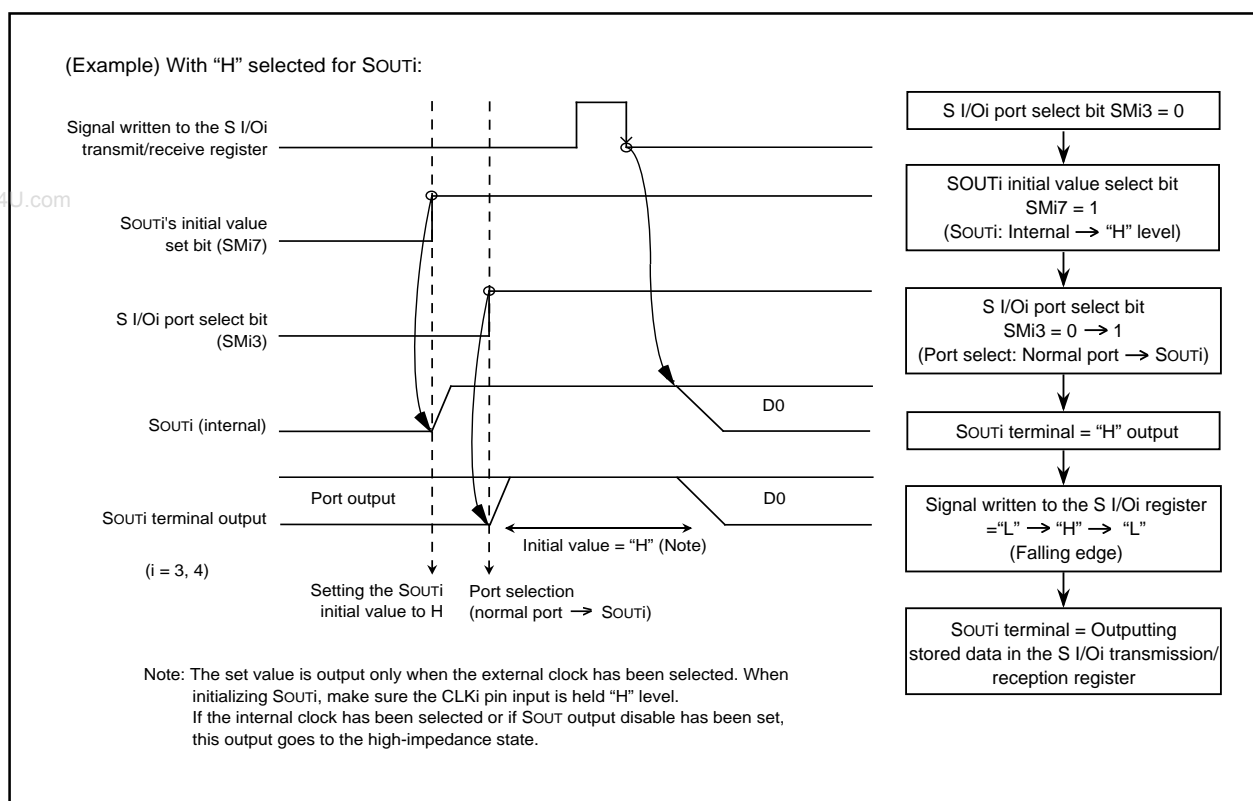 (Example) With “H” selected for SOUTi:
Signal written to the S I/Oi
transmit/receive register
4U.com
SOUTi's initial value
set bit (SMi7)
S I/Oi port select bit
(SMi3)
SOUTi (internal)
D0
Port output
D0
SOUTi terminal output
Initial value = “H” (Note)
(i = 3, 4)
Setting the SOUTi
initial value to H
Port selection
(normal port → SOUTi)
Note: The set value is output only when the external clock has been selected. When
initializing SOUTi, make sure the CLKi pin input is held “H” level.
If the internal clock has been selected or if SOUT output disable has been set,
this output goes to the high-impedance state.
S I/Oi port select bit SMi3 = 0
SOUTi initial value select bit
SMi7 = 1
(SOUTi: Internal → “H” level)
S I/Oi port select bit
SMi3 = 0 → 1
(Port select: Normal port → SOUTi)
SOUTi terminal = “H” output
Signal written to the S I/Oi register
=“L” → “H” → “L”
(Falling edge)
SOUTi terminal = Outputting
stored data in the S I/Oi transmission/
reception register